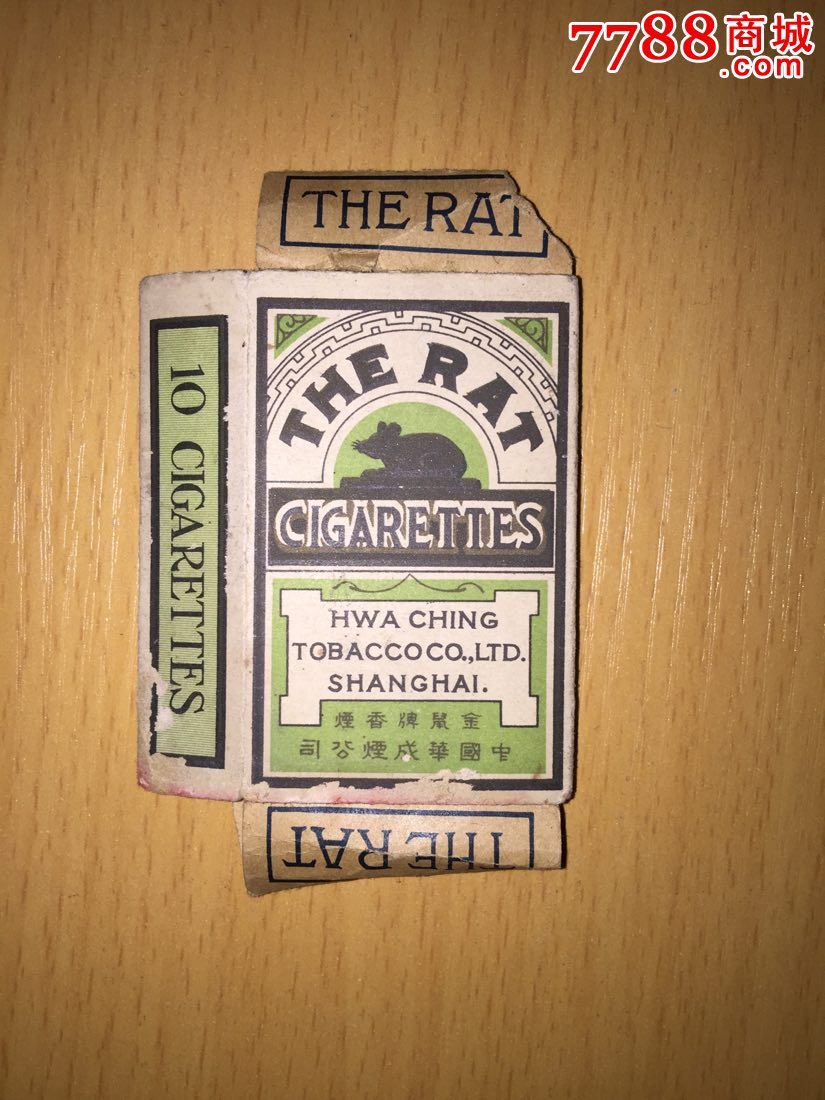 7788商城
.com
THE RAT
10 CIGARETTES
THE RAT
CIGARETTES
HWA CHING
TOBACCO CO., LTD.
SHANGHAI.
金鼠牌香煙
中國華成煙公司
THE RAT